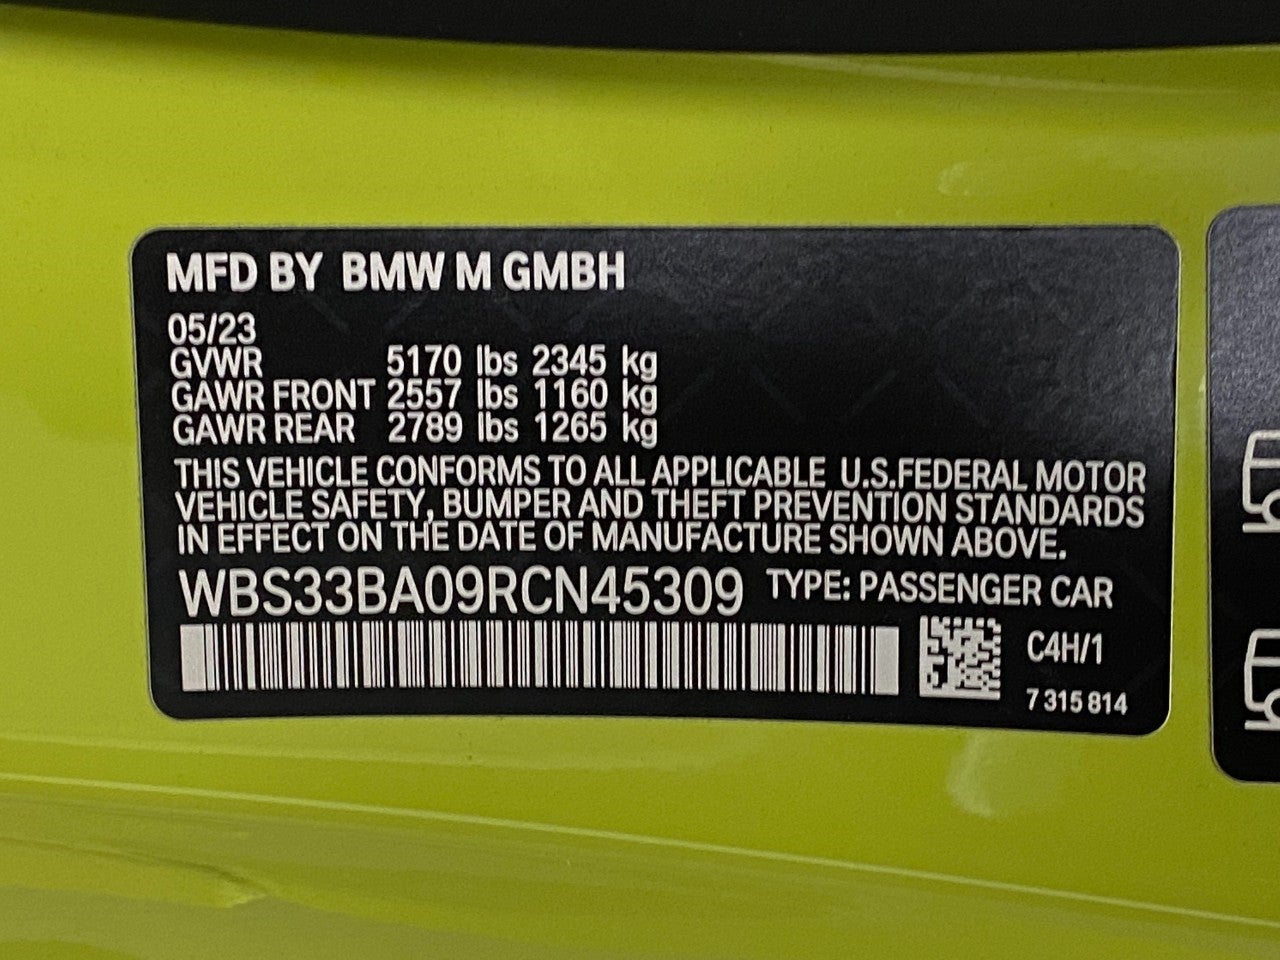 MFD BY BMW M GMBH
05/23
GVWR 5170 lbs 2345 kg
GAWR FRONT 2557 lbs 1160 kg
GAWR REAR 2789 lbs 1265 kg
THIS VEHICLE CONFORMS TO ALL APPLICABLE U.S.FEDERAL MOTOR
VEHICLE SAFETY, BUMPER AND THEFT PREVENTION STANDARDS
IN EFFECT ON THE DATE OF MANUFACTURE SHOWN ABOVE.
WBS33BA09RCN45309 TYPE: PASSENGER CAR
C4H/1
7 315 814